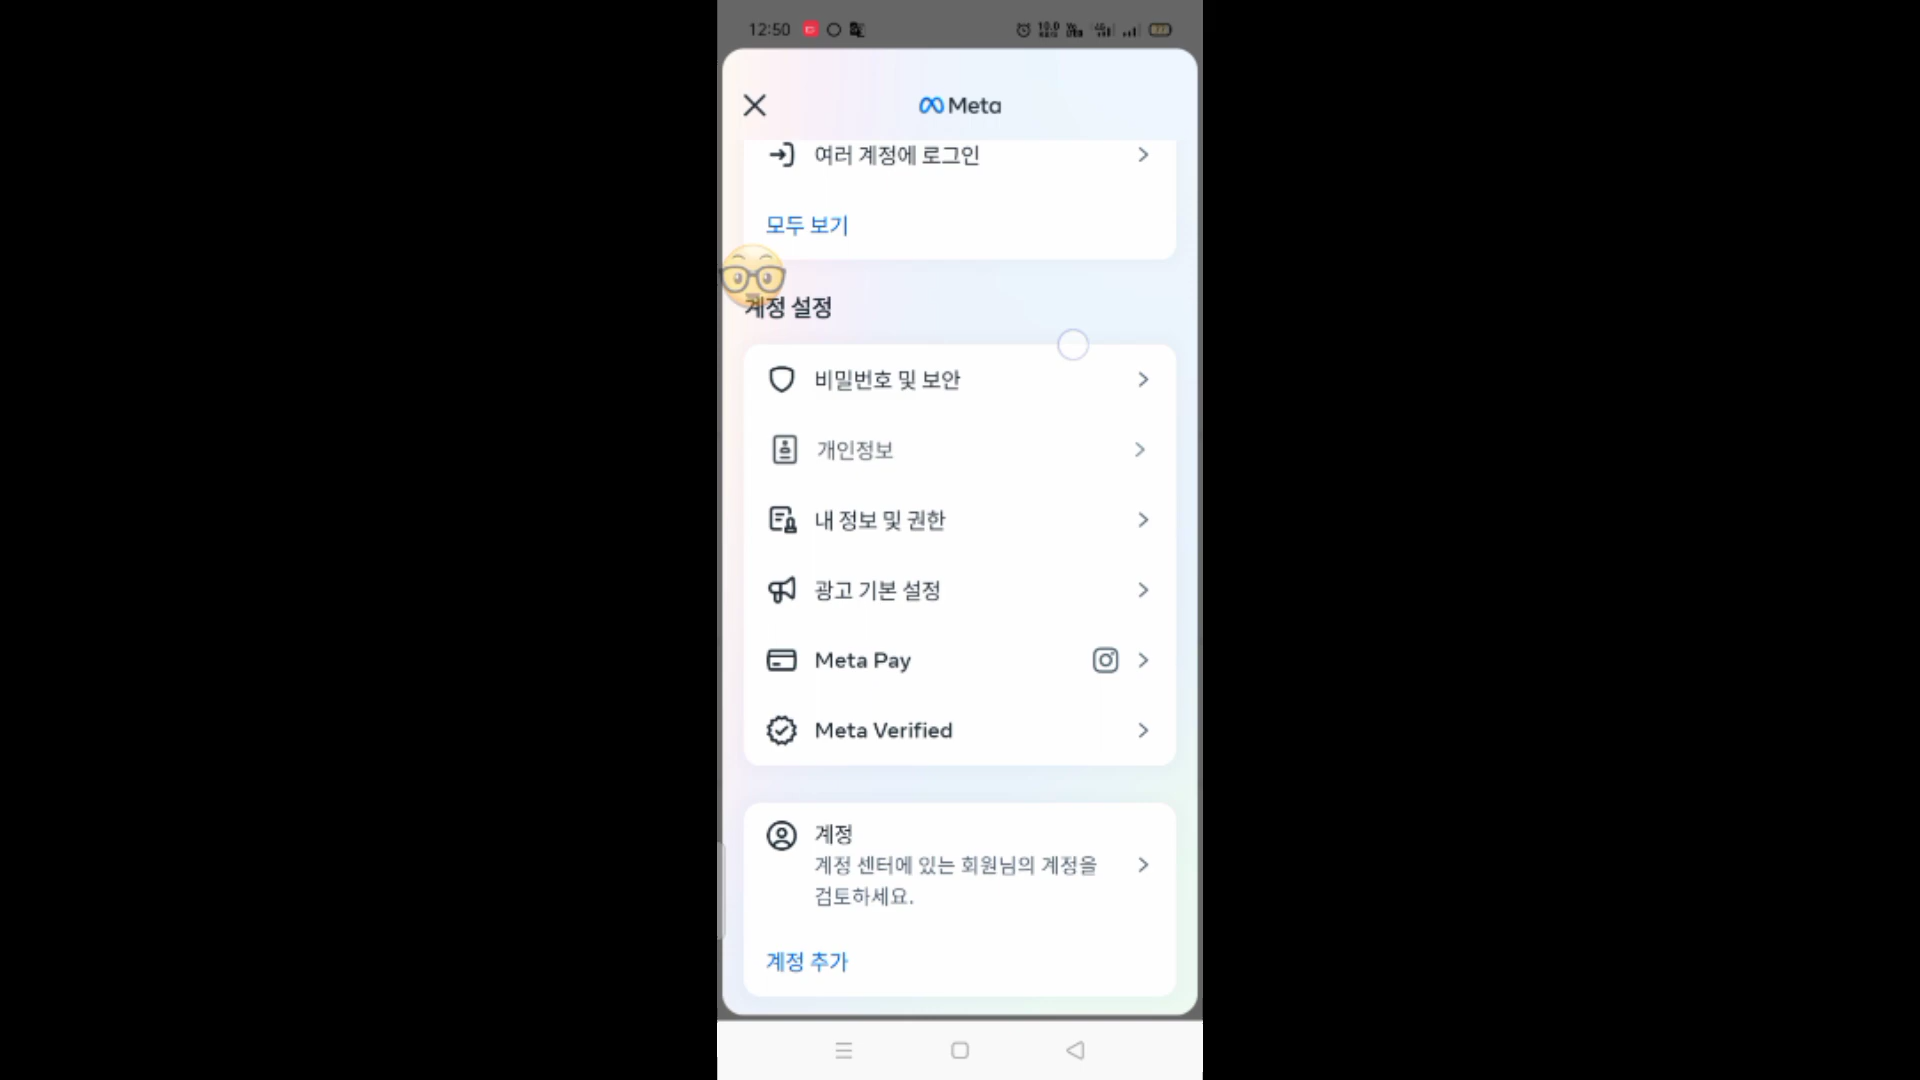 12:50
Meta
여러 계정에 로그인
모두 보기
계정 설정
비밀번호 및 보안
개인정보
내 정보 및 권한
광고 기본 설정
Meta Pay
Meta Verified
계정
계정 센터에 있는 회원님의 계정을
검토하세요.
계정 추가